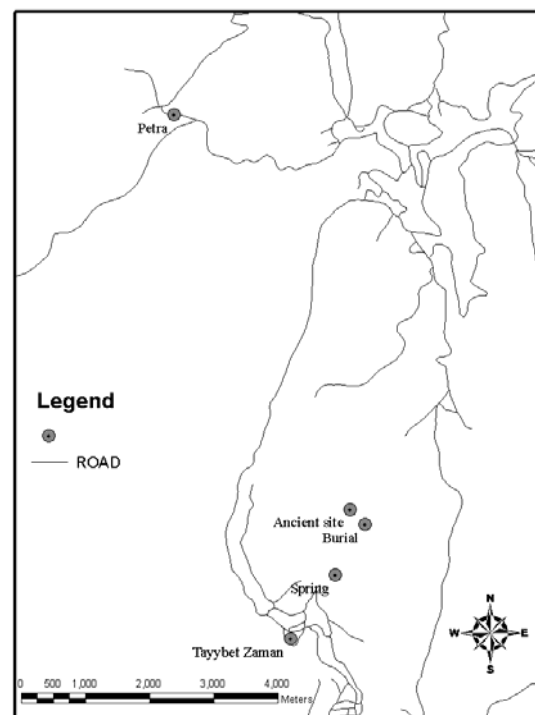 Petra
Legend
ROAD
Ancient site
Burial
Spring
Tayybet Zaman
N
W E
S
0 500 1,000 2,000 3,000 4,000
Meters